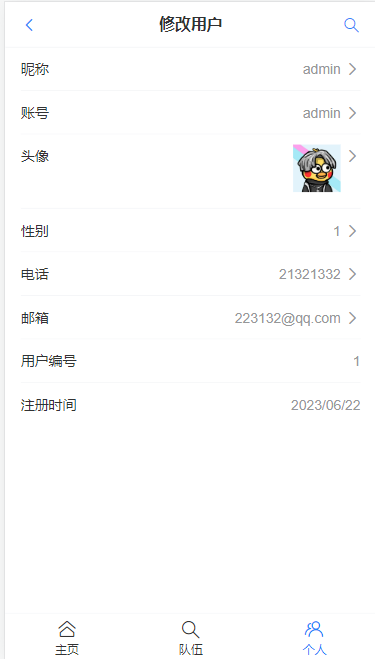 修改用户
昵称 admin
账号 admin
头像
性别 1
电话 21321332
邮箱 223132@qq.com
用户编号 1
注册时间 2023/06/22
主页 队伍 个人